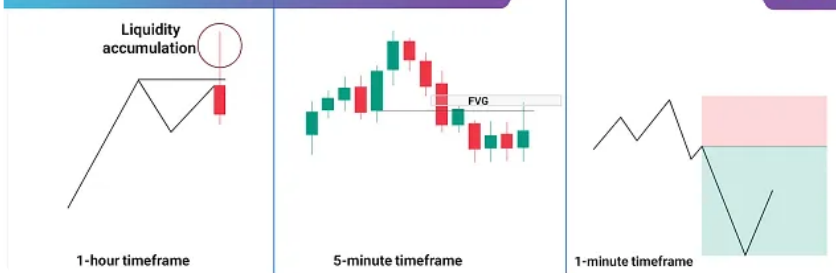 Liquidity
accumulation
1-hour timeframe
FVG
5-minute timeframe
1-minute timeframe